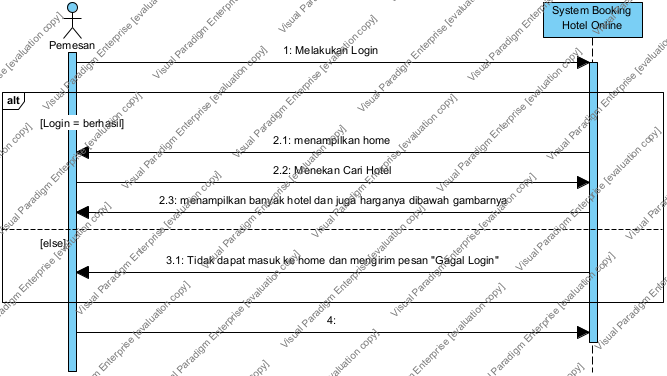 System Booking
Hotel Online
Pemesan
1: Melakukan Login
alt
[Login = berhasil]
2.1: menampilkan home
2.2: Menekan Cari Hotel
2.3: menampilkan banyak hotel dan juga harganya dibawah gambarnya
[else]
3.1: Tidak dapat masuk ke home dan mengirim pesan "Gagal Login"
4:
Visual Paradigm Enterprise [evaluation copy]